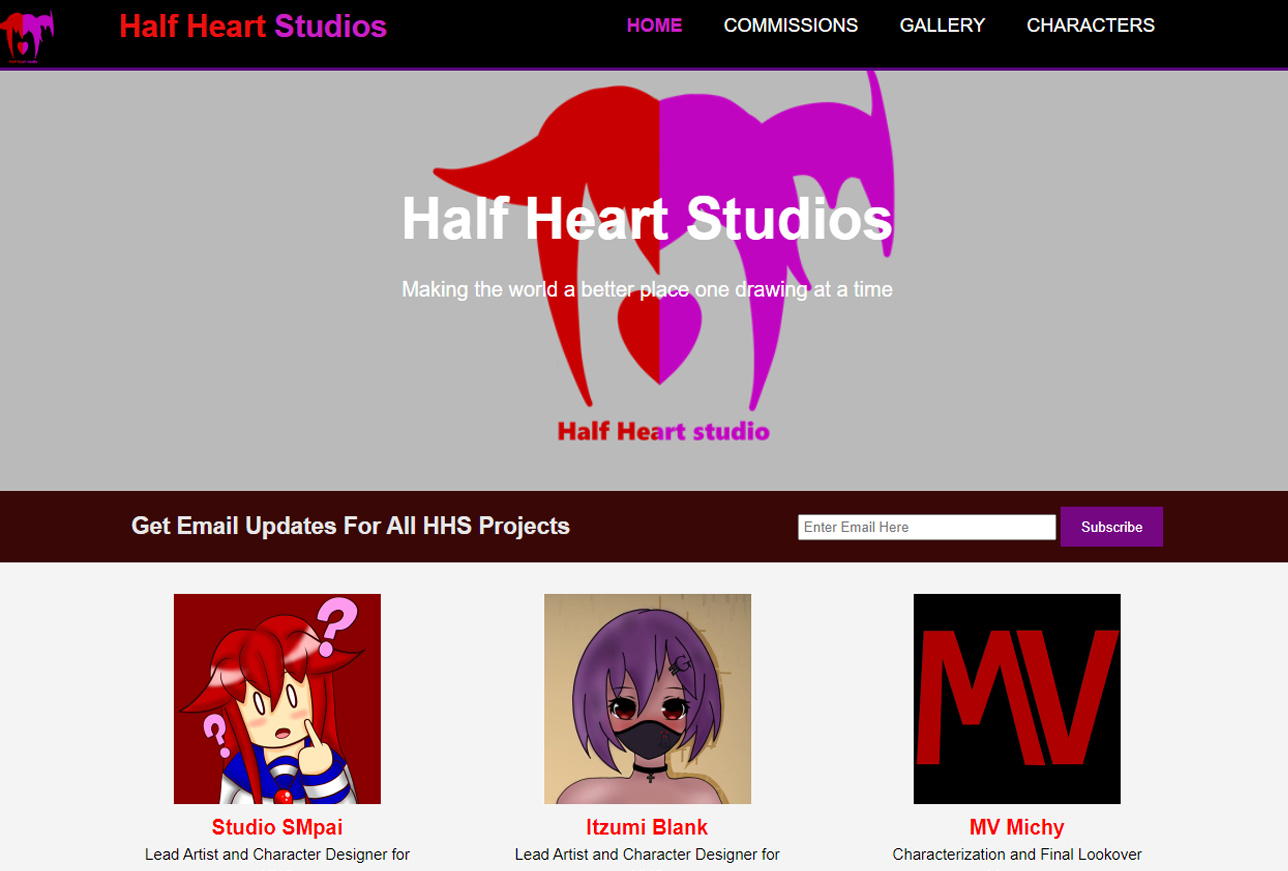 Half Heart Studios
HOME COMMISSIONS GALLERY CHARACTERS
Half Heart Studios
Making the world a better place one drawing at a time
Half Heart studio
Get Email Updates For All HHS Projects
Enter Email Here
Subscribe
? ?
G
MV
Studio SMpai
Lead Artist and Character Designer for
Itzumi Blank
Lead Artist and Character Designer for
MV Michy
Characterization and Final Lookover